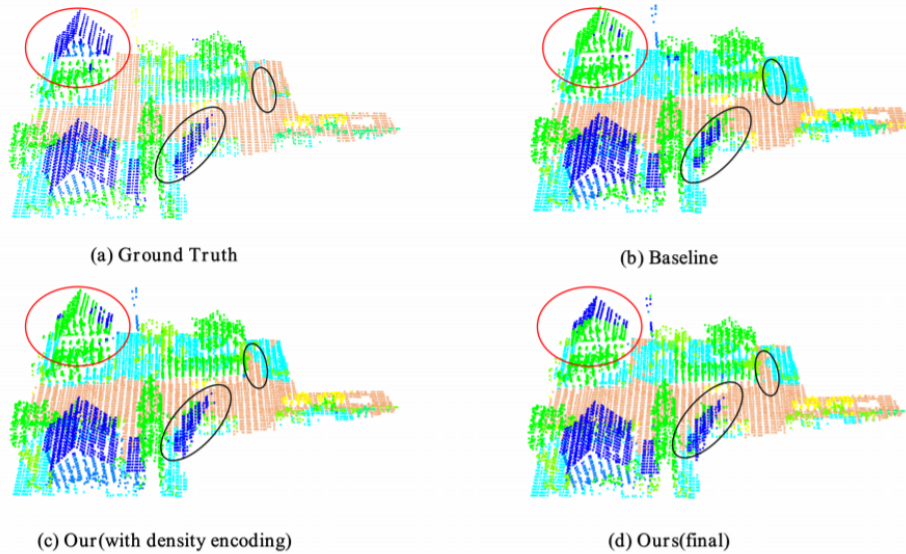 (a) Ground Truth
(b) Baseline
(c) Our(with density encoding)
(d) Ours(final)